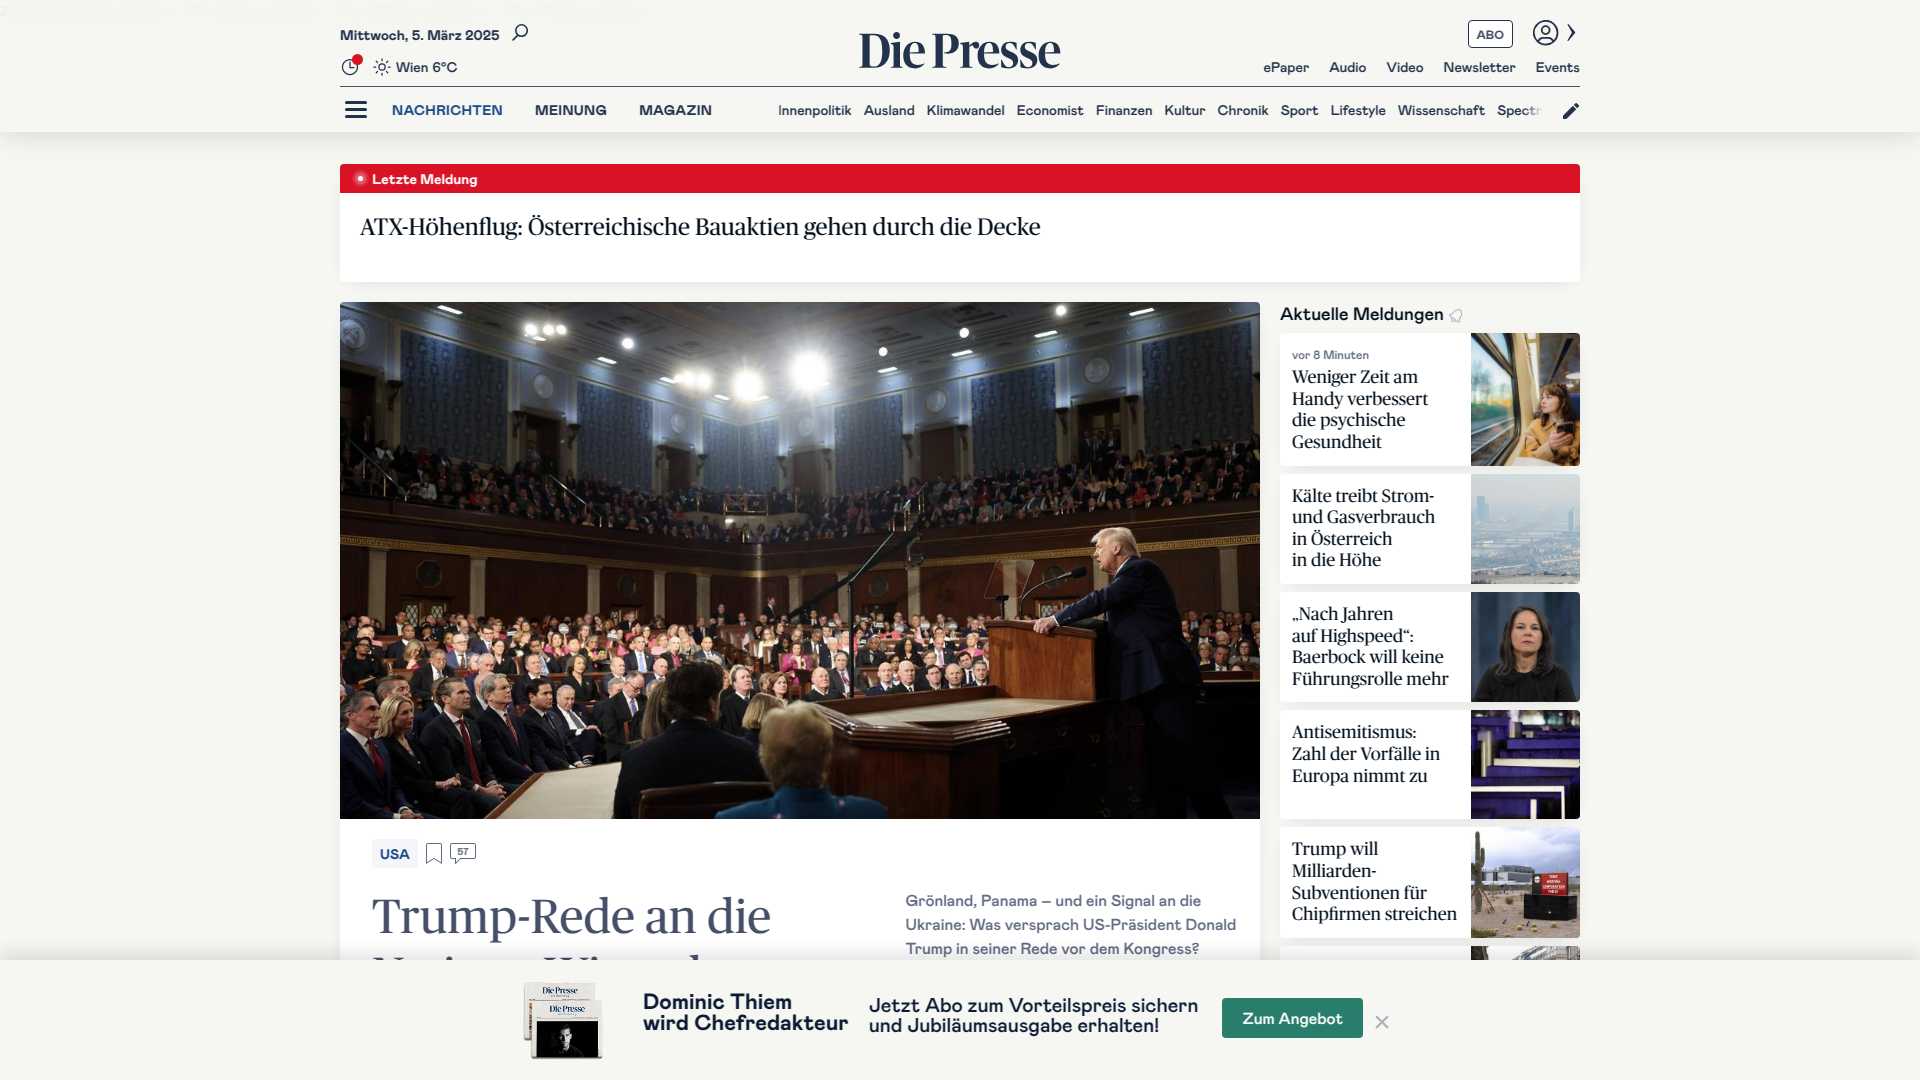 Mittwoch, 5. März 2025
Die Presse
ABO
Wien 6°C
ePaper Audio Video Newsletter Events
NACHRICHTEN MEINUNG MAGAZIN
Innenpolitik Ausland Klimawandel Economist Finanzen Kultur Chronik Sport Lifestyle Wissenschaft Spectr
Letzte Meldung
ATX-Höhenflug: Österreichische Bauaktien gehen durch die Decke
USA
57
Trump-Rede an die
Grönland, Panama – und ein Signal an die
Ukraine: Was versprach US-Präsident Donald
Trump in seiner Rede vor dem Kongress?
Aktuelle Meldungen
vor 8 Minuten
Weniger Zeit am
Handy verbessert
die psychische
Gesundheit
Kälte treibt Strom-
und Gasverbrauch
in Österreich
in die Höhe
„Nach Jahren
auf Highspeed“:
Baerbock will keine
Führungsrolle mehr
Antisemitismus:
Zahl der Vorfälle in
Europa nimmt zu
Trump will
Milliarden-
Subventionen für
Chipfirmen streichen
Die Presse
Die Presse
Dominic Thiem
wird Chefredakteur
Jetzt Abo zum Vorteilspreis sichern
und Jubiläumsausgabe erhalten!
Zum Angebot